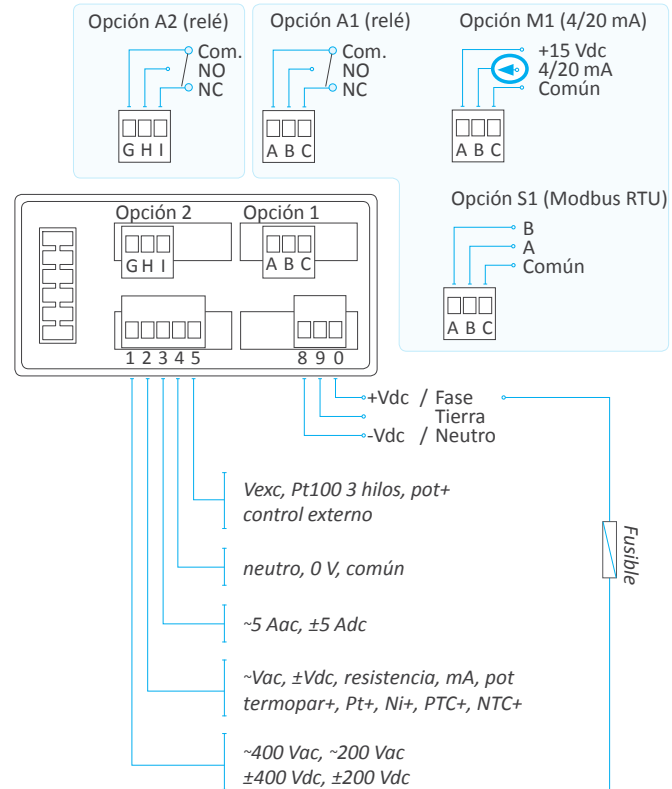 Opción A2 (relé)
Com.
NO
NC
G H I
Opción A1 (relé)
Com.
NO
NC
A B C
Opción M1 (4/20 mA)
+15 Vdc
4/20 mA
Común
A B C
Opción S1 (Modbus RTU)
B
A
Común
A B C
Opción 2
Opción 1
G H I
A B C
1 2 3 4 5
8 9 0
+Vdc / Fase
Tierra
-Vdc / Neutro
Vexc, Pt100 3 hilos, pot+
control externo
neutro, 0 V, común
~5 Aac, ±5 Adc
~Vac, ±Vdc, resistencia, mA, pot
termopar+, Pt+, Ni+, PTC+, NTC+
~400 Vac, ~200 Vac
±400 Vdc, ±200 Vdc
Fusible